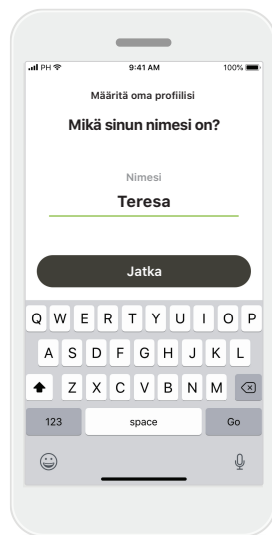 PH 9:41 AM 100%
Määritä oma profiilisi
Mikä sinun nimesi on?
Nimesi
Teresa
Jatka
Q W E R T Y U I O P
A S D F G H J K L
Z X C V B N M
123 space Go